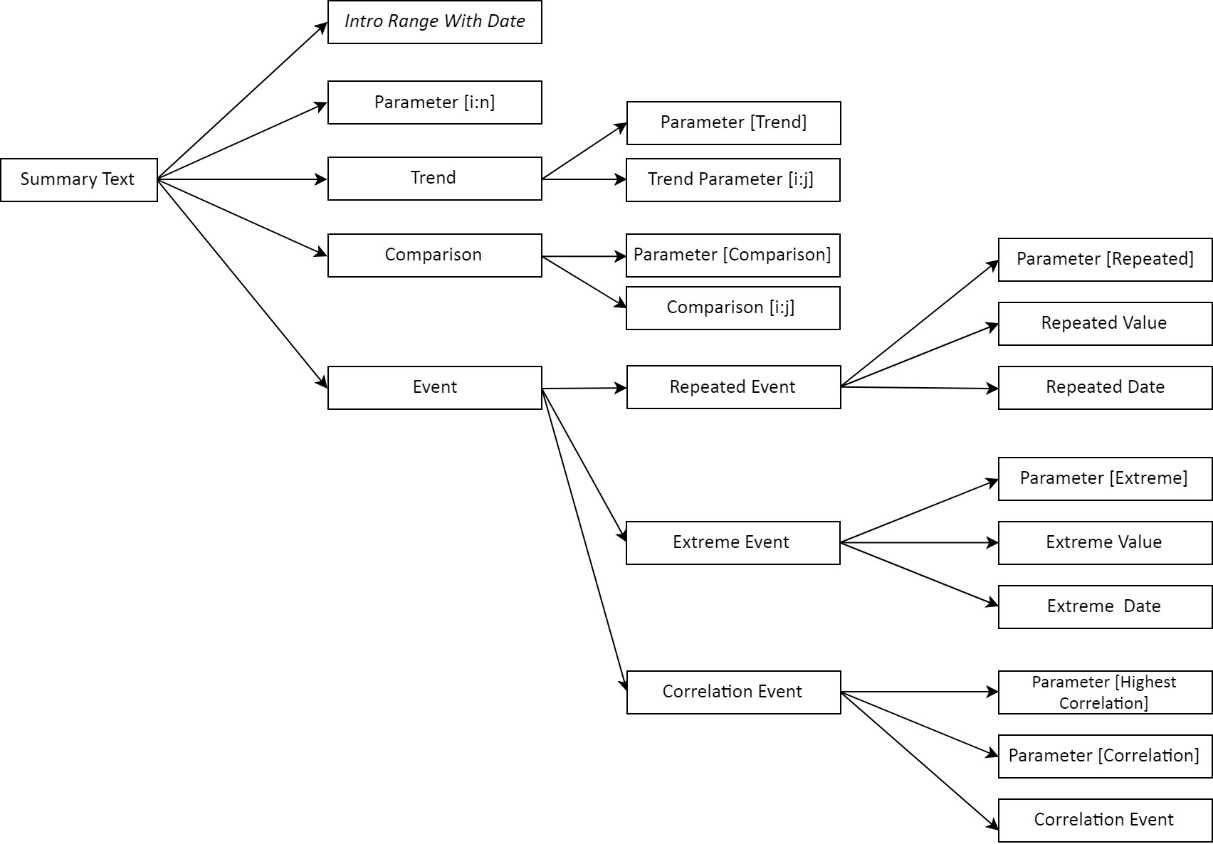 Intro Range With Date
Parameter [i:n]
Parameter [Trend]
Summary Text
Trend
Trend Parameter [i:j]
Comparison
Parameter [Comparison]
Parameter [Repeated]
Comparison [i:j]
Repeated Value
Event
Repeated Event
Repeated Date
Parameter [Extreme]
Extreme Event
Extreme Value
Extreme  Date
Correlation Event
Parameter [Highest
Correlation]
Parameter [Correlation]
Correlation Event